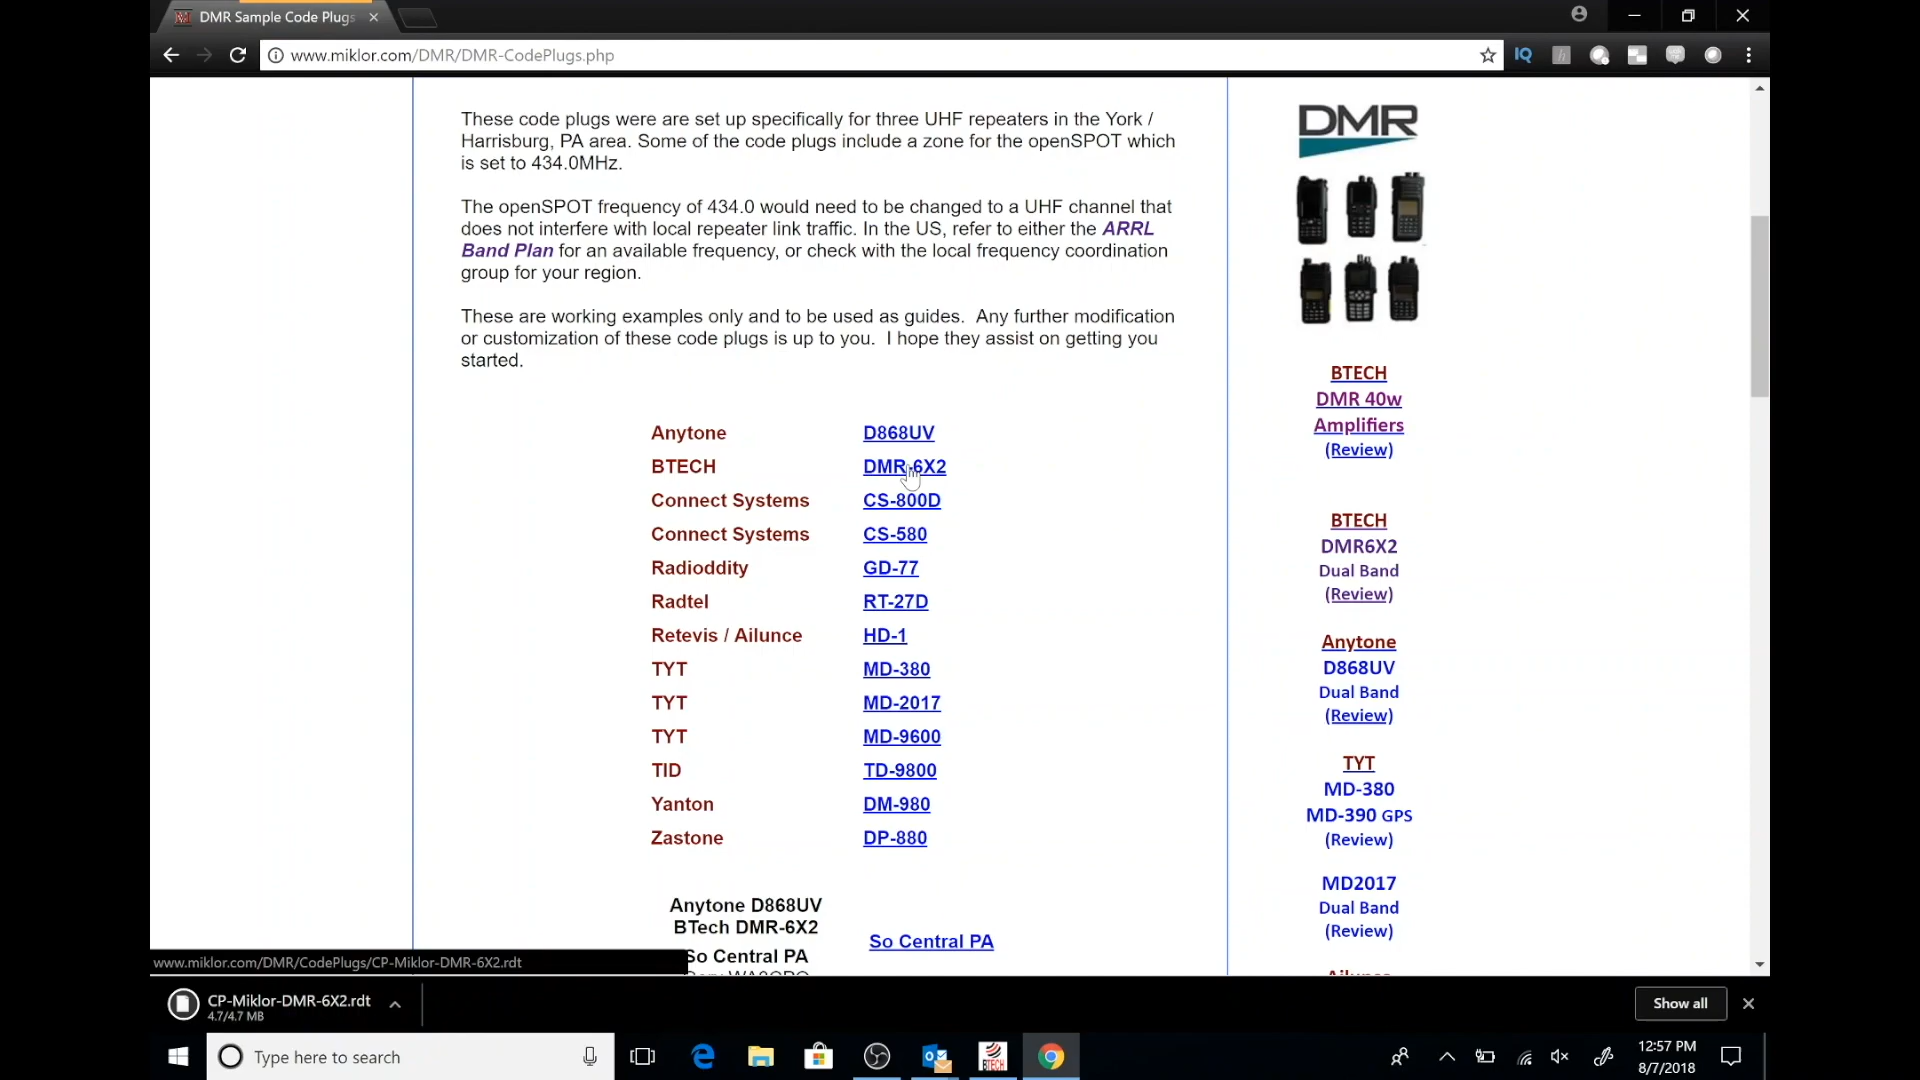 DMR Sample Code Plugs
www.miklor.com/DMR/DMR-CodePlugs.php
These code plugs were are set up specifically for three UHF repeaters in the York /
Harrisburg, PA area. Some of the code plugs include a zone for the openSPOT which
is set to 434.0MHz.
The openSPOT frequency of 434.0 would need to be changed to a UHF channel that
does not interfere with local repeater link traffic. In the US, refer to either the ARRL
Band Plan for an available frequency, or check with the local frequency coordination
group for your region.
These are working examples only and to be used as guides.  Any further modification
or customization of these code plugs is up to you.  I hope they assist on getting you
started.
Anytone D868UV
BTECH DMR-6X2
Connect Systems CS-800D
Connect Systems CS-580
Radioddity GD-77
Radtel RT-27D
Retevis / Ailunce HD-1
TYT MD-380
TYT MD-2017
TYT MD-9600
TID TD-9800
Yanton DM-980
Zastone DP-880
Anytone D868UV
BTech DMR-6X2
So Central PA
So Central PA
DMR
BTECH
DMR 40w
Amplifiers
(Review)
BTECH
DMR6X2
Dual Band
(Review)
Anytone
D868UV
Dual Band
(Review)
TYT
MD-380
MD-390 GPS
(Review)
MD2017
Dual Band
(Review)
www.miklor.com/DMR/CodePlugs/CP-Miklor-DMR-6X2.rdt
CP-Miklor-DMR-6X2.rdt
4.7/4.7 MB
Show all
Type here to search
BTECH
12:57 PM
8/7/2018